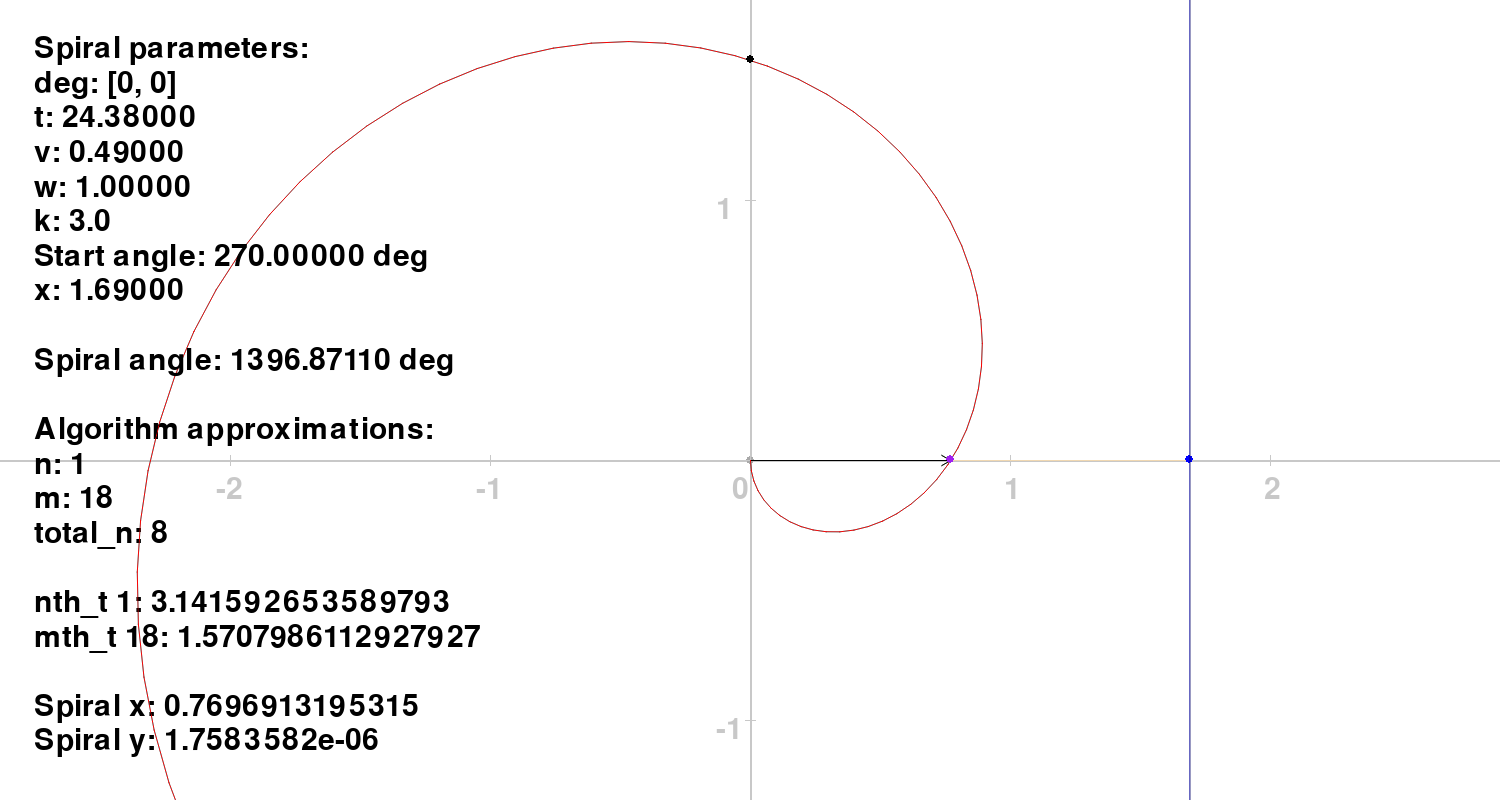 Spiral parameters:
deg: [0, 0]
t: 24.38000
v: 0.49000
w: 1.00000
k: 3.0
Start angle: 270.00000 deg
x: 1.69000
Spiral angle: 1396.87110 deg
Algorithm approximations:
n: 1
m: 18
total_n: 8
nth_t 1: 3.141592653589793
mth_t 18: 1.5707986112927927
Spiral x: 0.7696913195315
Spiral y: 1.7583582e-06
1
-2
-1
0
1
2
-1